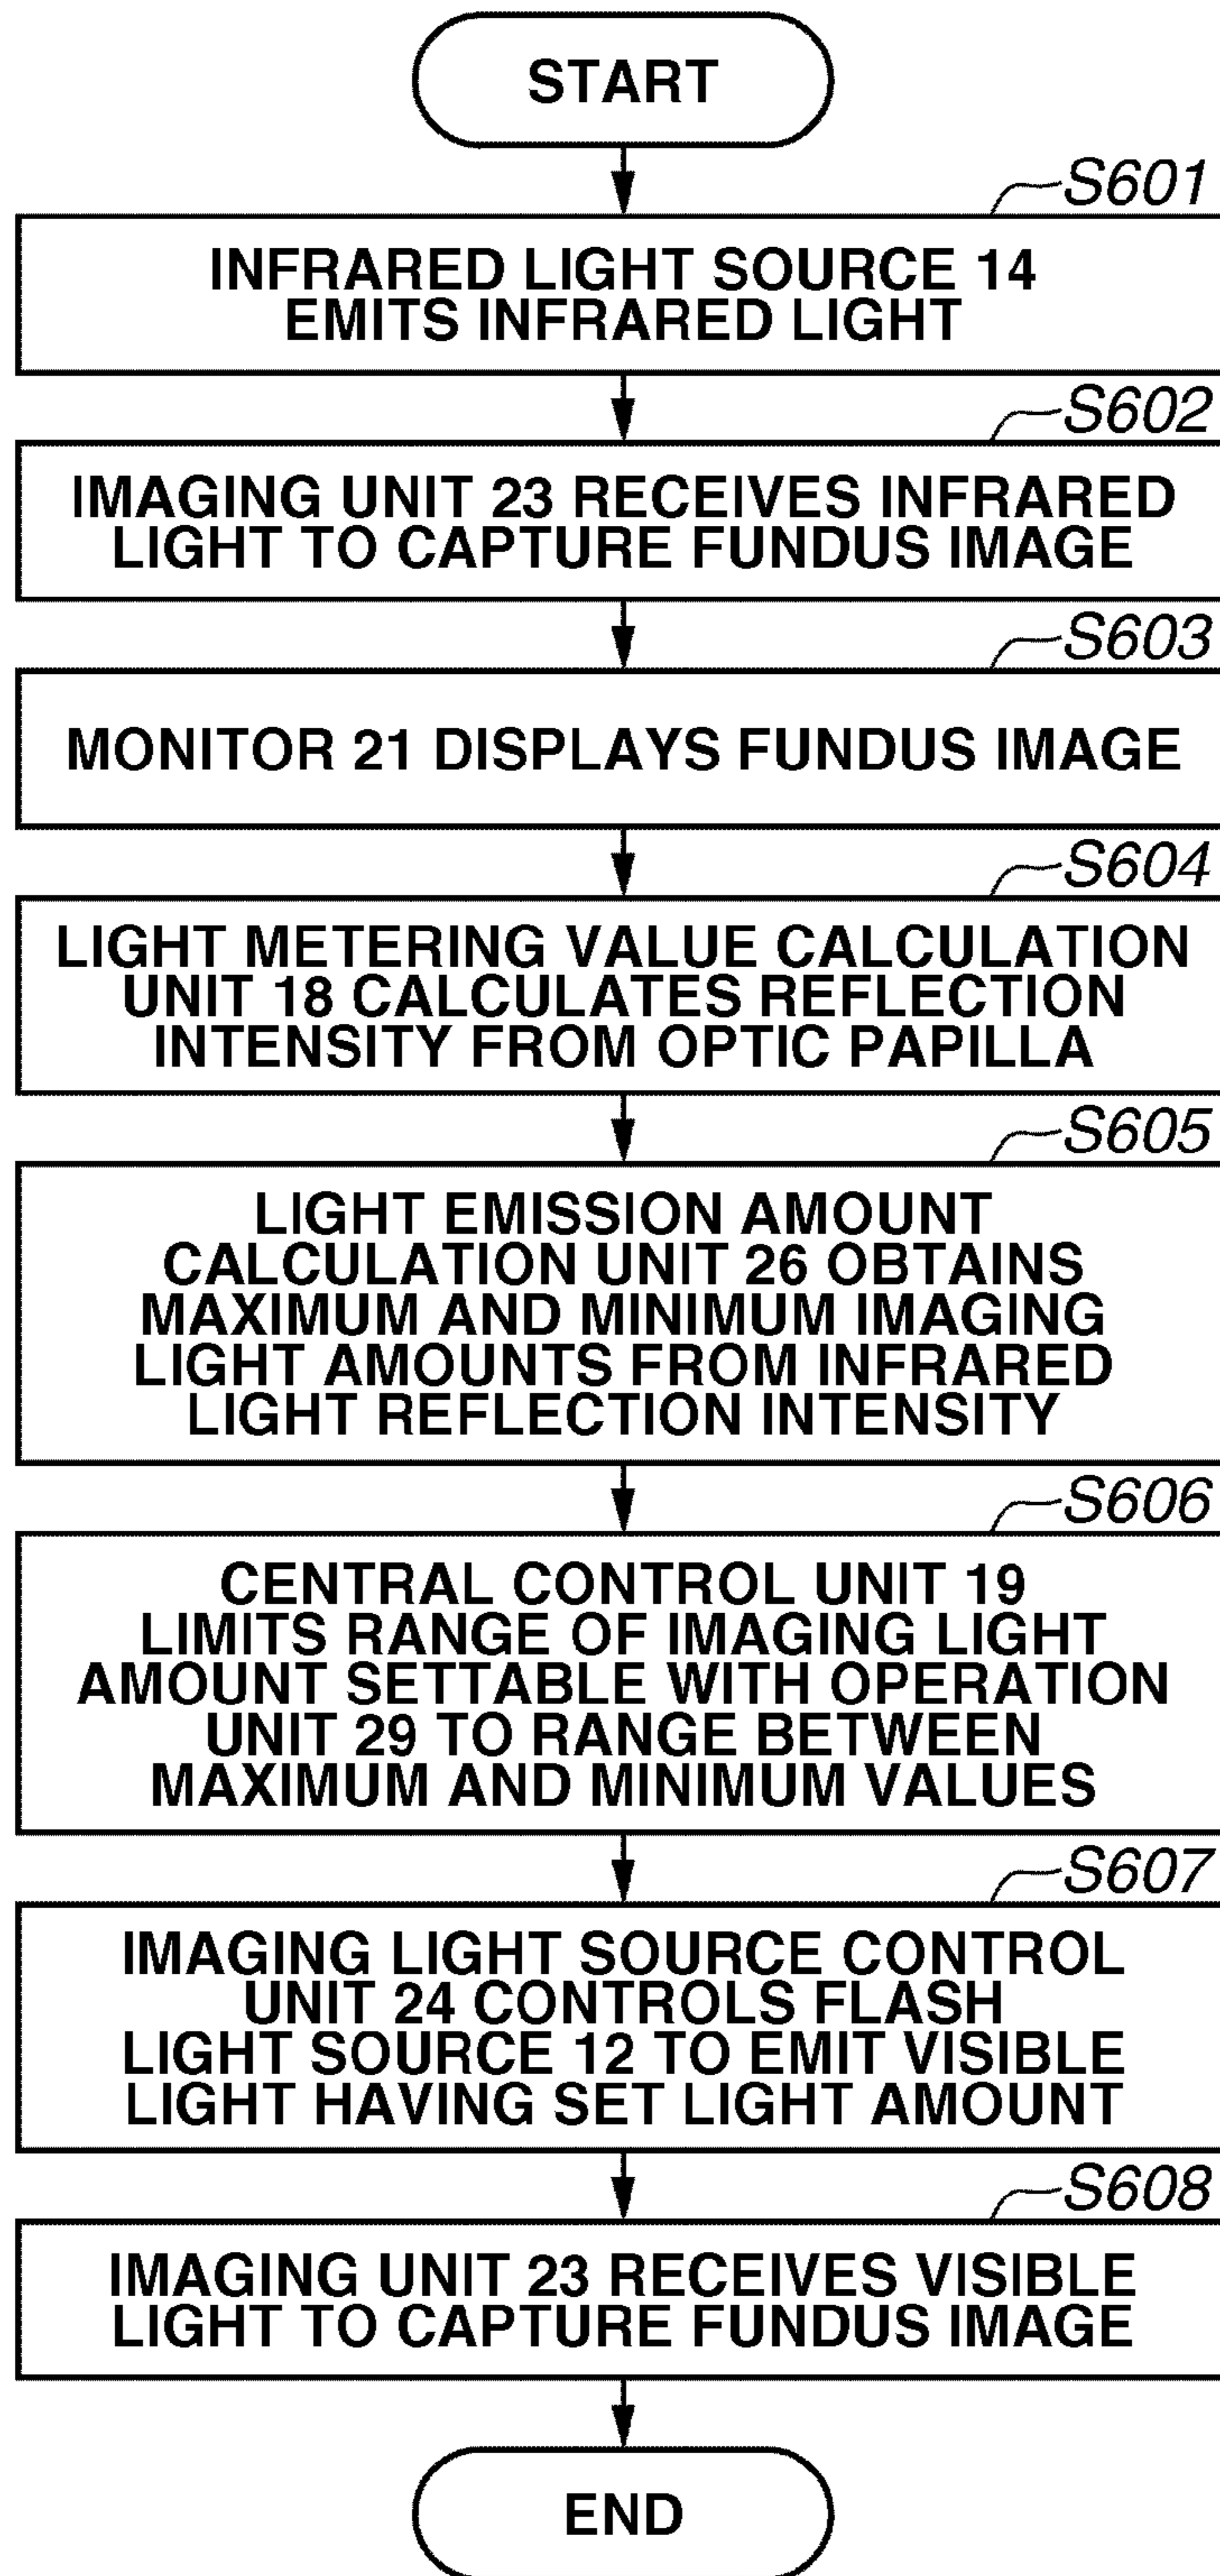 START
S601
INFRARED LIGHT SOURCE 14
EMITS INFRARED LIGHT
S602
IMAGING UNIT 23 RECEIVES INFRARED
LIGHT TO CAPTURE FUNDUS IMAGE
S603
MONITOR 21 DISPLAYS FUNDUS IMAGE
S604
LIGHT METERING VALUE CALCULATION
UNIT 18 CALCULATES REFLECTION
INTENSITY FROM OPTIC PAPILLA
S605
LIGHT EMISSION AMOUNT
CALCULATION UNIT 26 OBTAINS
MAXIMUM AND MINIMUM IMAGING
LIGHT AMOUNTS FROM INFRARED
LIGHT REFLECTION INTENSITY
S606
CENTRAL CONTROL UNIT 19
LIMITS RANGE OF IMAGING LIGHT
AMOUNT SETTABLE WITH OPERATION
UNIT 29 TO RANGE BETWEEN
MAXIMUM AND MINIMUM VALUES
S607
IMAGING LIGHT SOURCE CONTROL
UNIT 24 CONTROLS FLASH
LIGHT SOURCE 12 TO EMIT VISIBLE
LIGHT HAVING SET LIGHT AMOUNT
S608
IMAGING UNIT 23 RECEIVES VISIBLE
LIGHT TO CAPTURE FUNDUS IMAGE
END